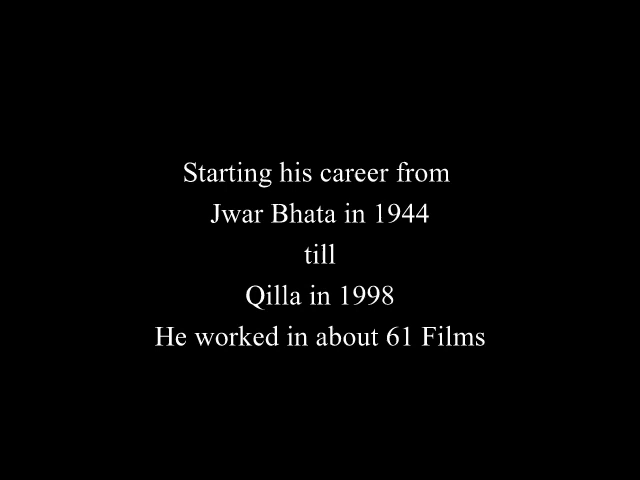 Starting his career from
Jwar Bhata in 1944
till
Qilla in 1998
He worked in about 61 Films